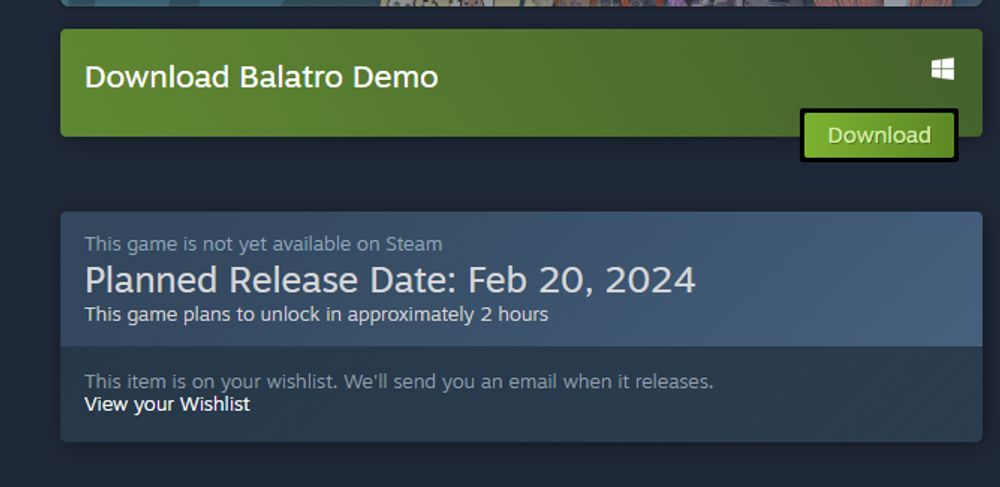 Download Balatro Demo
Download
This game is not yet available on Steam
Planned Release Date: Feb 20, 2024
This game plans to unlock in approximately 2 hours
This item is on your wishlist. We'll send you an email when it releases.
View your Wishlist